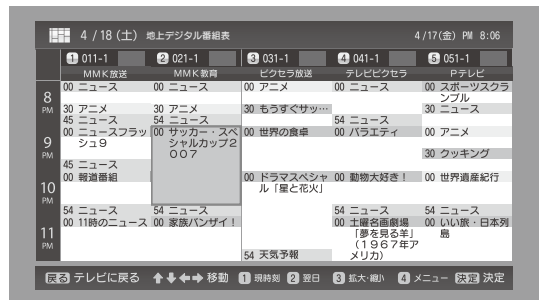 4 / 18 (土) 地上デジタル番組表
4 / 17(金) PM 8:06
1 011-1 2 021-1 3 031-1 4 041-1 5 051-1
MMK放送 MMK教育 ピクセラ放送 テレビピクセラ Pテレビ
8 PM
9 PM
10 PM
11 PM
00 ニュース
30 アニメ
45 ニュース
00 ニュースフラッ
シュ9
45 ニュース
00 報道番組
54 ニュース
00 11時のニュース
00 ニュース
30 アニメ
54 ニュース
00 サッカー・スペ
シャルカップ2
007
54 ニュース
00 家族バンザイ!
00 アニメ
30 もうすぐサッ…
00 世界の食卓
00 ドラマスペシャ
ル「星と花火」
54 天気予報
00 ニュース
54 ニュース
00 バラエティ
00 動物大好き!
54 ニュース
00 土曜名画劇場
「夢を見る羊」
(1967年ア
メリカ)
00 スポーツスクラ
ンブル
30 ニュース
00 アニメ
30 クッキング
00 世界遺産紀行
54 ニュース
00 いい旅・日本列
島
戻る テレビに戻る 移動 1 現時刻 2 翌日 3 拡大・縮小 4 メニュー 決定 決定